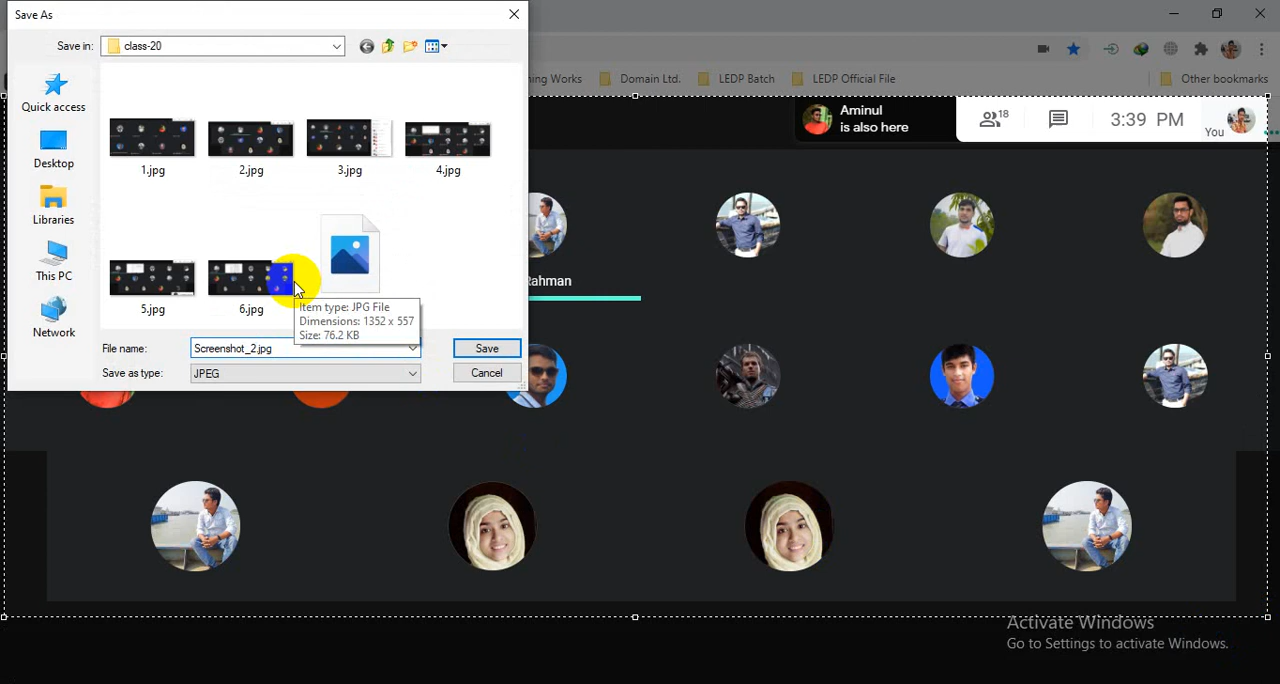 Save As
Save in:
class-20
Quick access
Desktop
Libraries
This PC
Network
1.jpg
2.jpg
3.jpg
4.jpg
5.jpg
6.jpg
Item type: JPG File
Dimensions: 1352 x 557
Size: 76.2 KB
File name:
Screenshot_2.jpg
Save
Save as type:
JPEG
Cancel
Works
Domain Ltd.
LEDP Batch
LEDP Official File
Other bookmarks
Aminul
is also here
18
3:39 PM
You
Rahman
Activate Windows
Go to Settings to activate Windows.